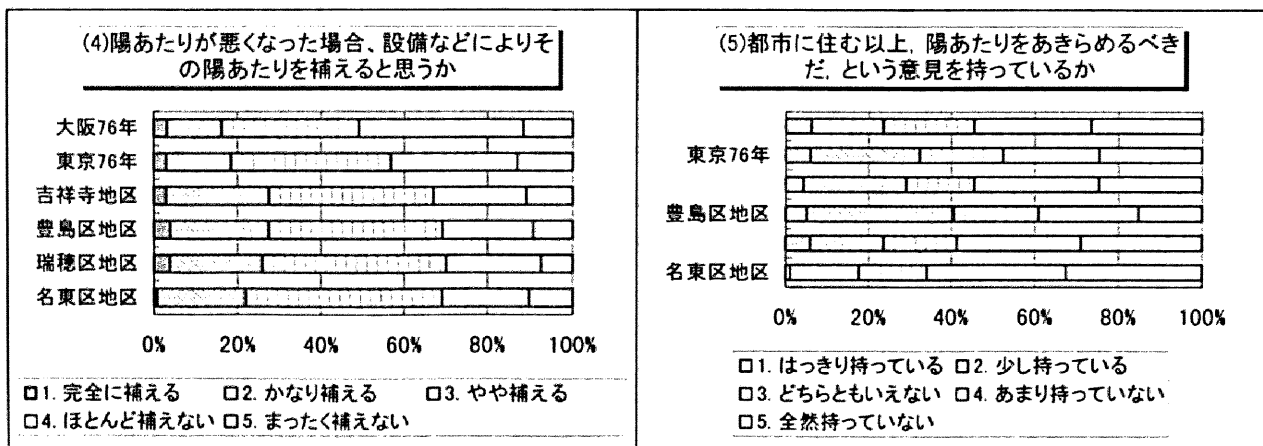 (4)陽あたりが悪くなった場合、設備などによりそ
の陽あたりを補えると思うか
大阪76年
東京76年
吉祥寺地区
豊島区地区
瑞穂区地区
名東区地区
0% 20% 40% 60% 80% 100%
1. 完全に補える 2. かなり補える 3. やや補える
4. ほとんど補えない 5. まったく補えない
(5)都市に住む以上, 陽あたりをあきらめるべき
だ, という意見を持っているか
東京76年
豊島区地区
名東区地区
0% 20% 40% 60% 80% 100%
1. はっきり持っている 2. 少し持っている
3. どちらともいえない 4. あまり持っていない
5. 全然持っていない